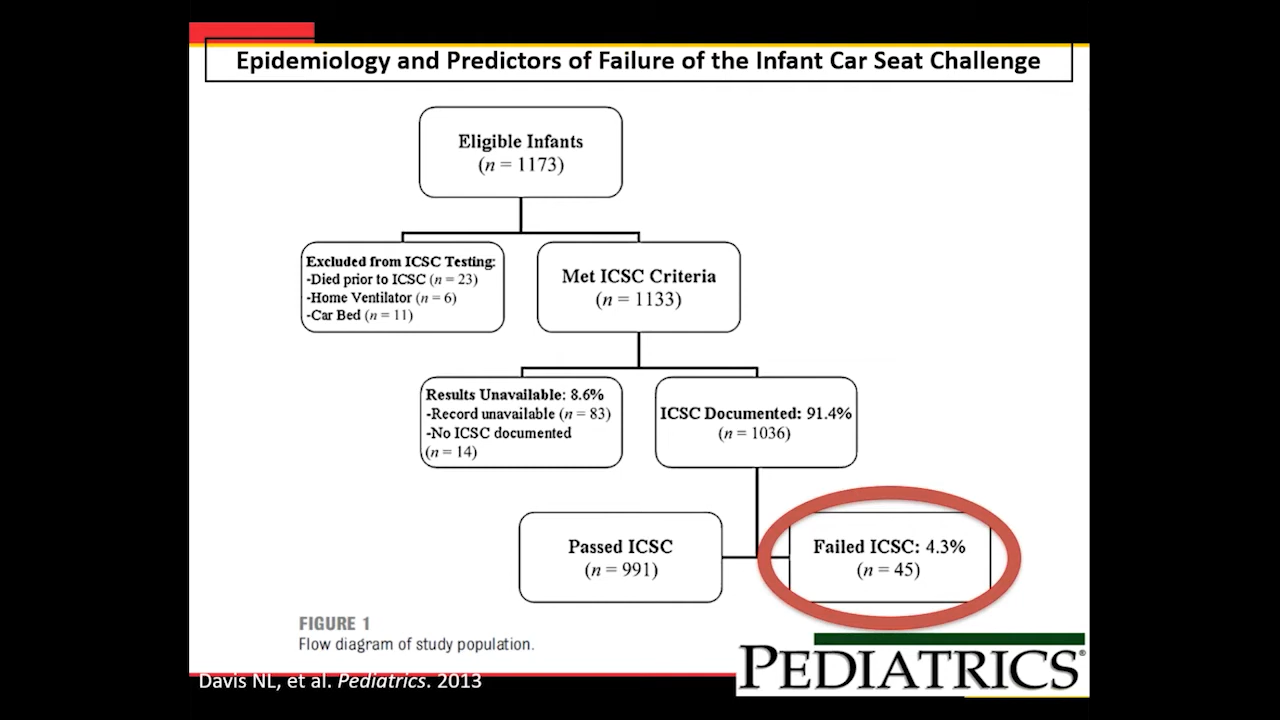 Epidemiology and Predictors of Failure of the Infant Car Seat Challenge
Eligible Infants
(n = 1173)
Excluded from ICSC Testing:
-Died prior to ICSC (n = 23)
-Home Ventilator (n = 6)
-Car Bed (n = 11)
Met ICSC Criteria
(n = 1133)
Results Unavailable: 8.6%
-Record unavailable (n = 83)
-No ICSC documented
(n = 14)
ICSC Documented: 91.4%
(n = 1036)
Passed ICSC
(n = 991)
Failed ICSC: 4.3%
(n = 45)
FIGURE 1
Flow diagram of study population.
Davis NL, et al. Pediatrics. 2013
PEDIATRICS®